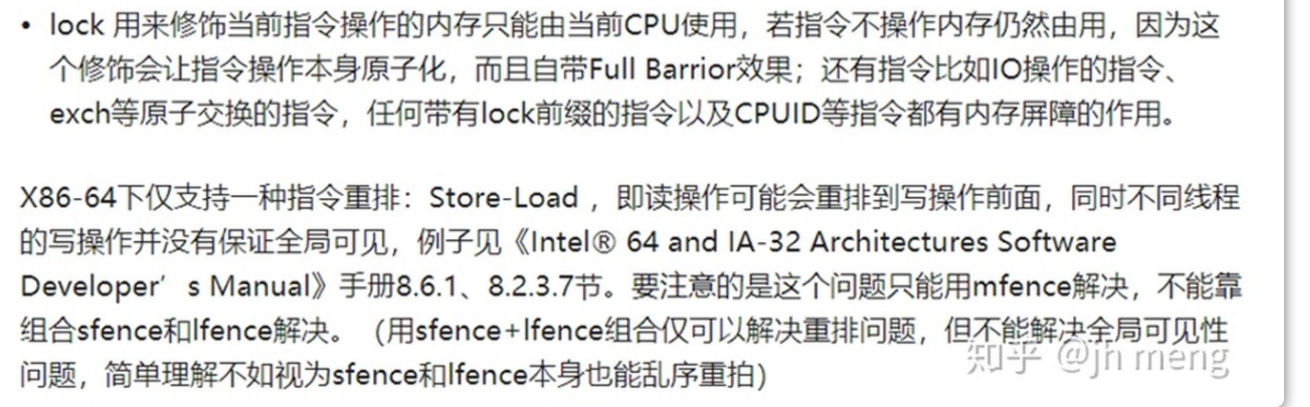 • lock 用来修饰当前指令操作的内存只能由当前CPU使用，若指令不操作内存仍然由用，因为这
个修饰会让指令操作本身原子化，而且自带Full Barrier效果；还有指令比如IO操作的指令、
exch等原子交换的指令，任何带有lock前缀的指令以及CPUID等指令都有内存屏障的作用。
X86-64下仅支持一种指令重排：Store-Load ，即读操作可能会重排到写操作前面，同时不同线程
的写操作并没有保证全局可见，例子见《Intel® 64 and IA-32 Architectures Software
Developer’s Manual》手册8.6.1、8.2.3.7节。要注意的是这个问题只能用mfence解决，不能靠
组合sfence和lfence解决。（用sfence+lfence组合仅可以解决重排问题，但不能解决全局可见性
问题，简单理解不如视为sfence和lfence本身也能乱序重拍）
知乎 @jh meng